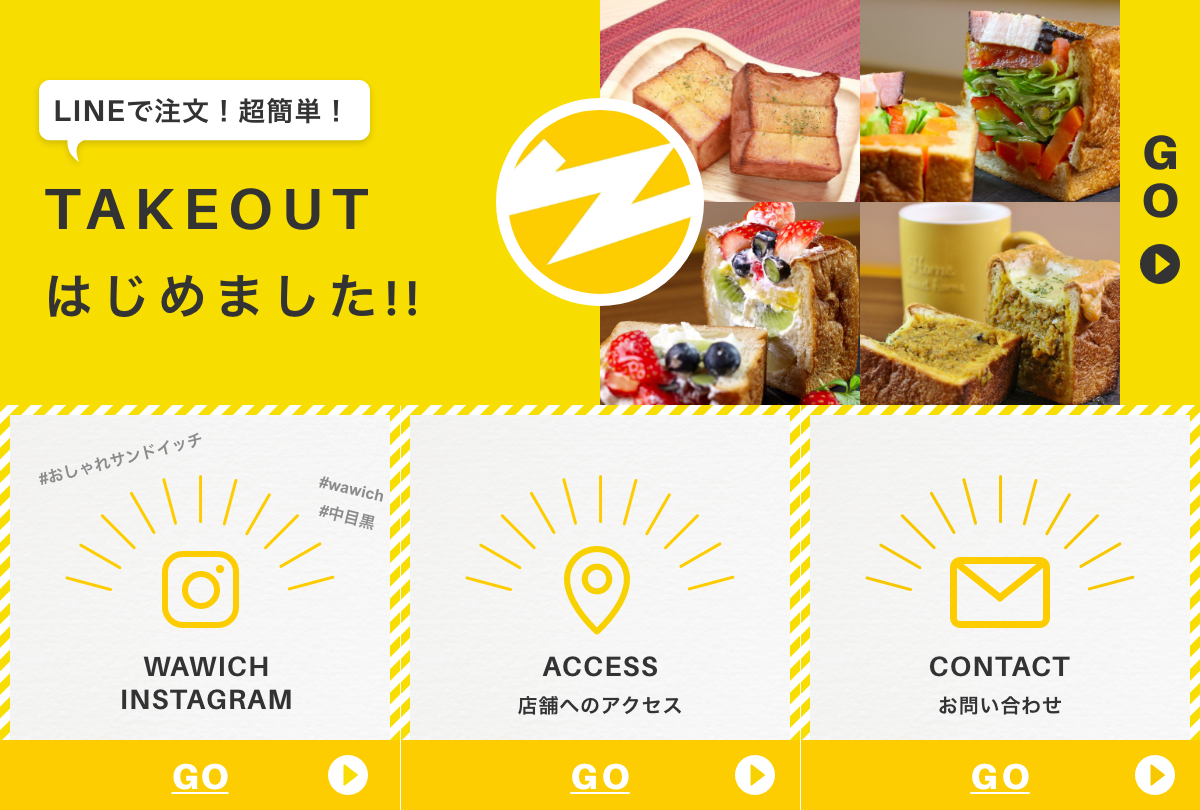 LINEで注文！超簡単！
TAKEOUT
はじめました!!
GO
#おしゃれサンドイッチ
#wawich
#中目黒
WAWICH
INSTAGRAM
GO
ACCESS
店舗へのアクセス
GO
CONTACT
お問い合わせ
GO